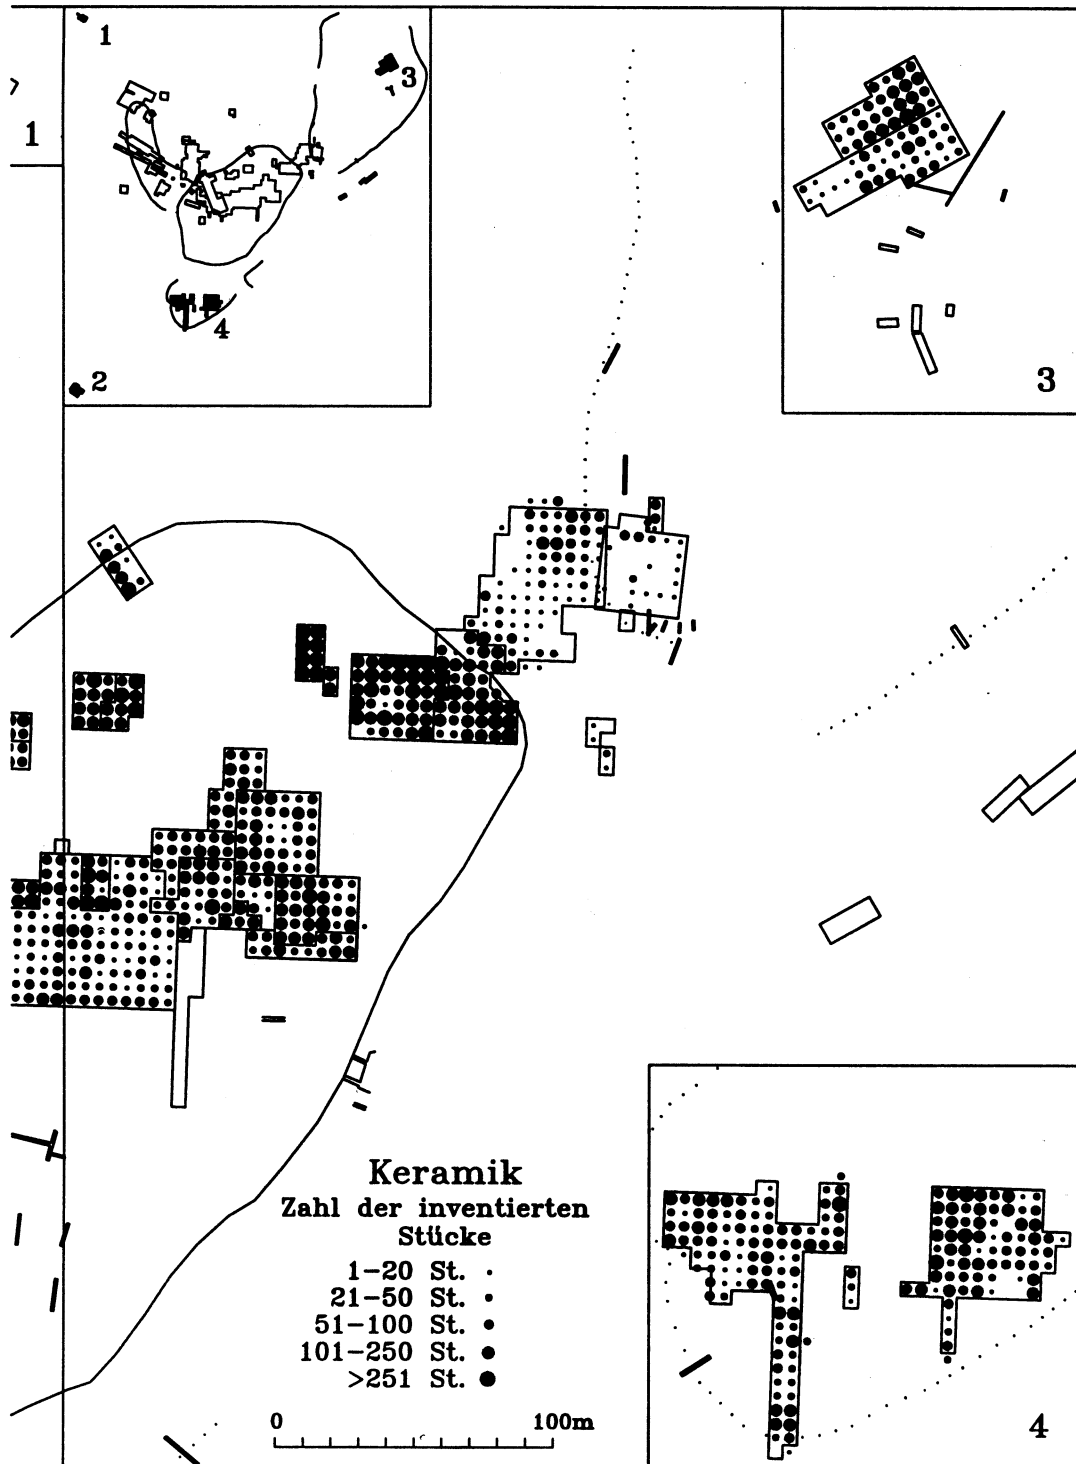 1
3
1
4
2
3
Keramik
Zahl der inventierten
Stücke
1-20 St.
21-50 St.
51-100 St.
101-250 St.
>251 St.
0 100m
4